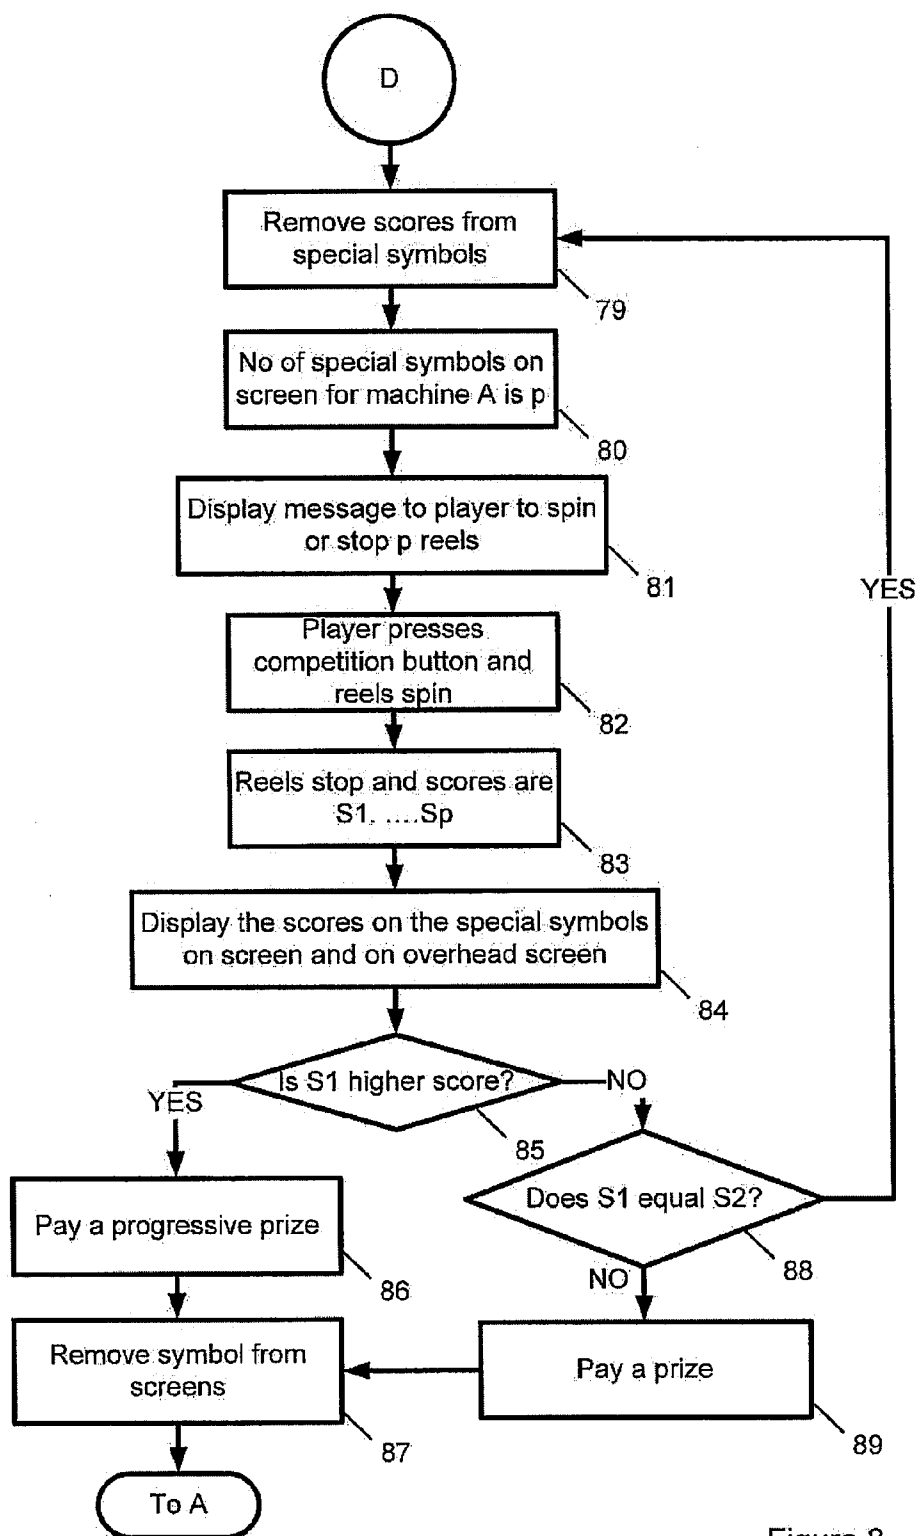 D
Remove scores from
special symbols
79
No of special symbols on
screen for machine A is p
80
Display message to player to spin
or stop p reels
81
YES
Player presses
competition button and
reels spin
82
Reels stop and scores are
S1, ....Sp
83
Display the scores on the special symbols
on screen and on overhead screen
84
Is S1 higher score?
NO
YES
85
Does S1 equal S2?
Pay a progressive prize
88
86
NO
Remove symbol from
screens
Pay a prize
87
89
To A
Figure 8